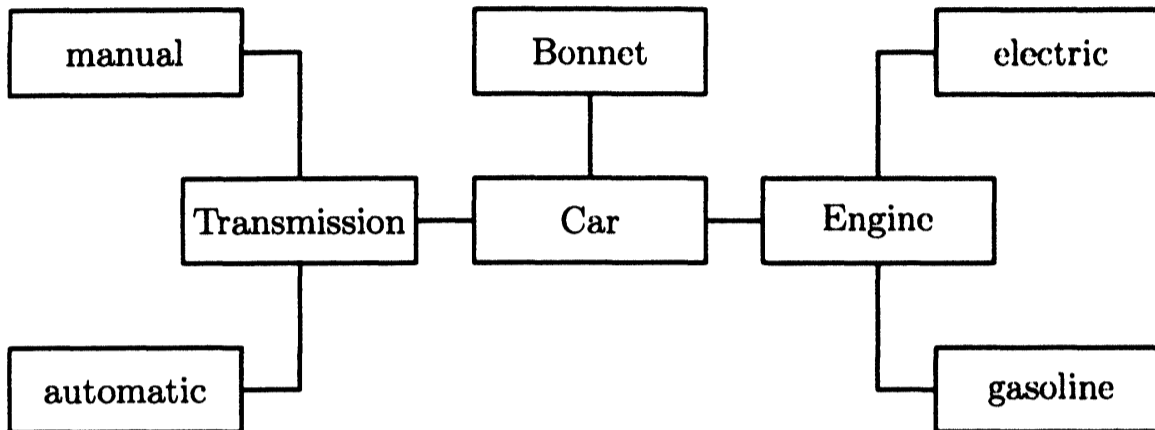 manual
Bonnet
electric
Transmission
Car
Engine
automatic
gasoline